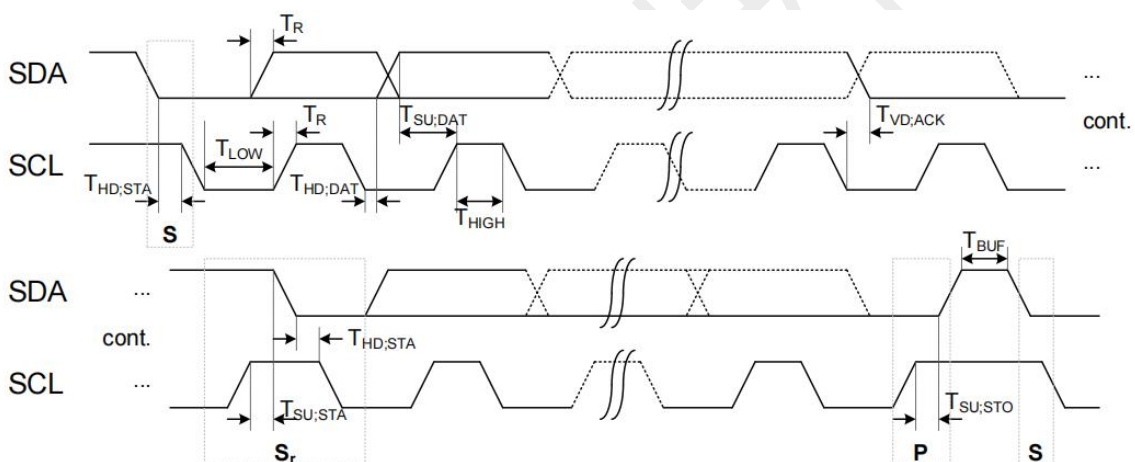 T_R
SDA
...
T_SU;DAT
T_R
T_VD;ACK
cont.
T_LOW
SCL
...
T_HD;STA
T_HD;DAT
T_HIGH
S
T_BUF
SDA
...
cont.
T_HD;STA
SCL
...
T_SU;STA
T_SU;STO
S_r
P
S